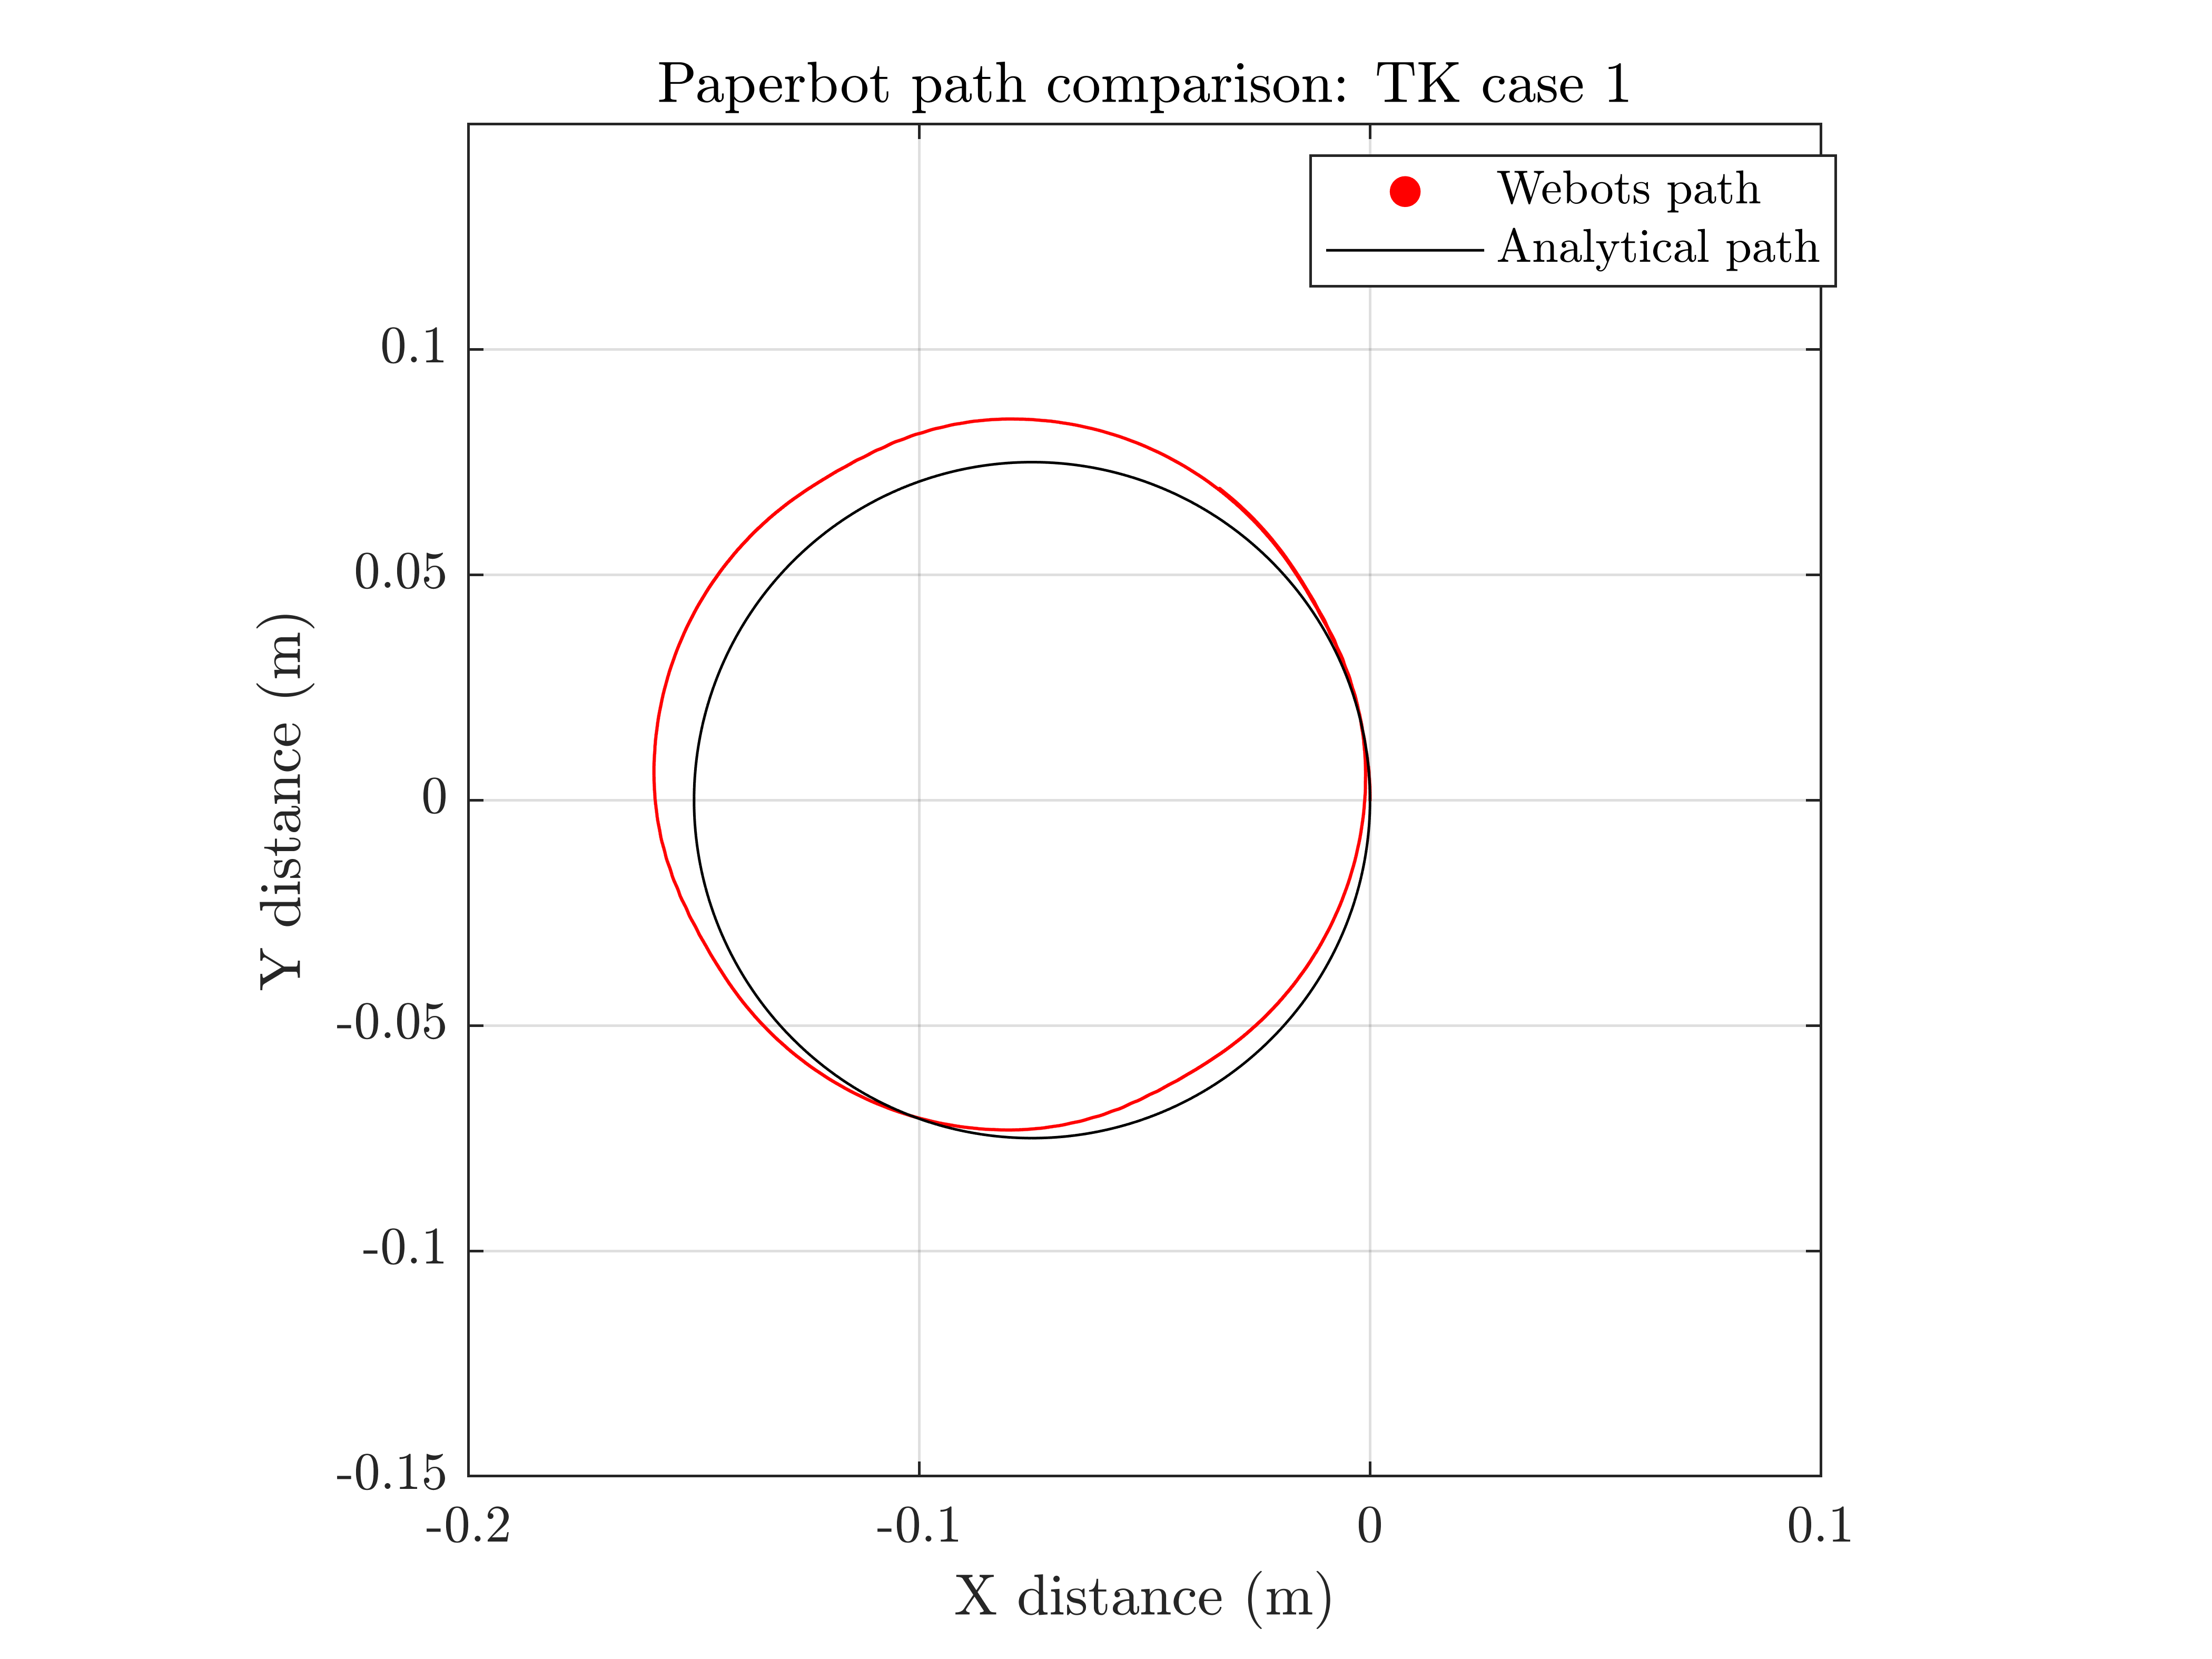 Paperbot path comparison: TK case 1
Webots path
Analytical path
0.1
0.05
0
-0.05
-0.1
-0.15
Y distance (m)
-0.2
-0.1
0
0.1
X distance (m)